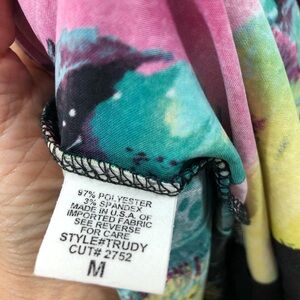 97% POLYESTER
3% SPANDEX
MADE IN U.S.A. OF
IMPORTED FABRIC
SEE REVERSE
FOR CARE
STYLE#TRUDY
CUT# 2752
M